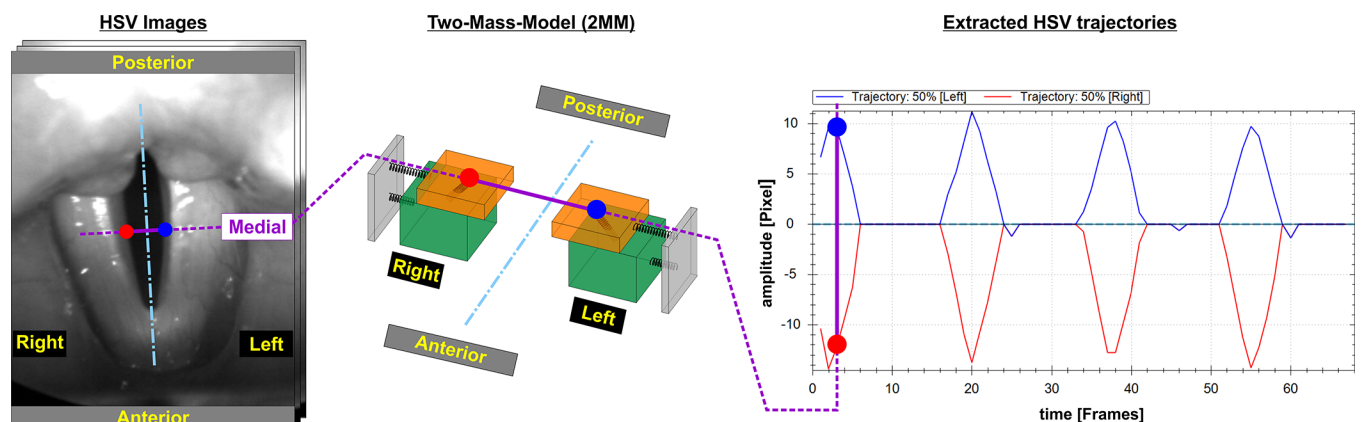 HSV Images
Posterior
Medial
Right
Left
Anterior
Two-Mass-Model (2MM)
Posterior
Right
Left
Anterior
Extracted HSV trajectories
Trajectory: 50% [Left]
Trajectory: 50% [Right]
amplitude [Pixel]
10
5
0
-5
-10
0
10
20
30
40
50
60
time [Frames]